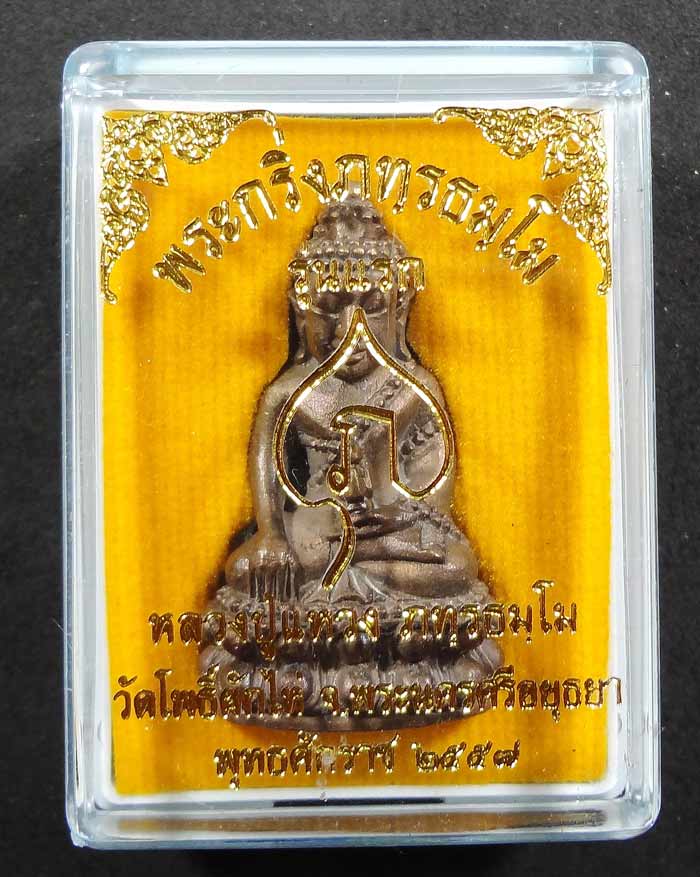 พระกริ่งภทฺรธมฺโม
รุ่นแรก
ภ
หลวงปู่แพวง ภทฺรธมฺโม
วัดโพธิ์ผักไห่ จ.พระนครศรีอยุธยา
พุทธศักราช ๒๕๕๗